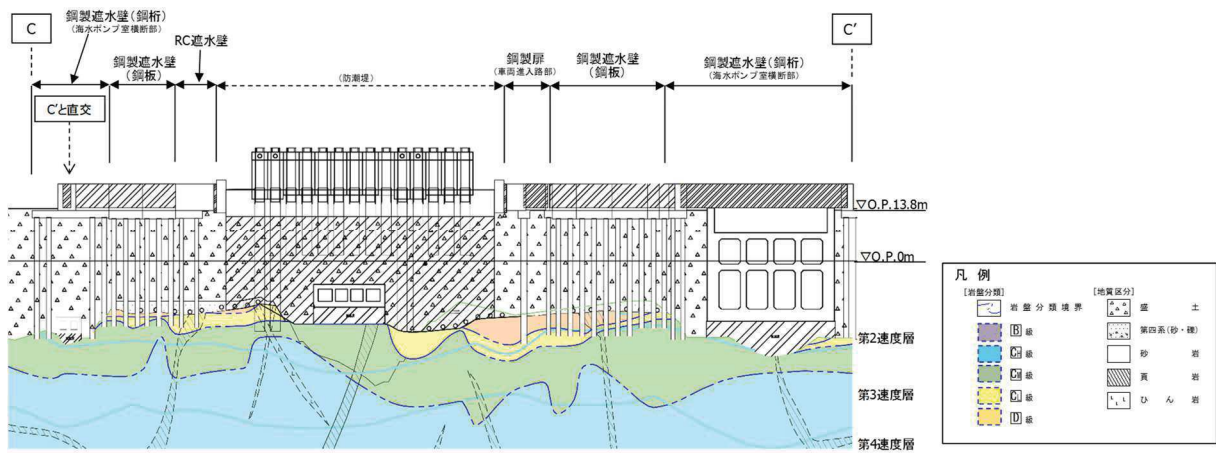 C
鋼製遮水壁(鋼桁)
(海水ポンプ室横断部)
鋼製遮水壁
(鋼板)
RC遮水壁
(防潮堤)
鋼製扉
(車両進入路部)
鋼製遮水壁
(鋼板)
鋼製遮水壁(鋼桁)
(海水ポンプ室横断部)
C'
C'と直交
▽O.P.13.8m
▽O.P.0m
第2速度層
第3速度層
第4速度層
凡 例
[岩盤分類]
岩盤分類境界
B 級
CH 級
CM 級
CL 級
D 級
[地質区分]
盛 土
第四系(砂・礫)
砂 岩
頁 岩
ひん岩